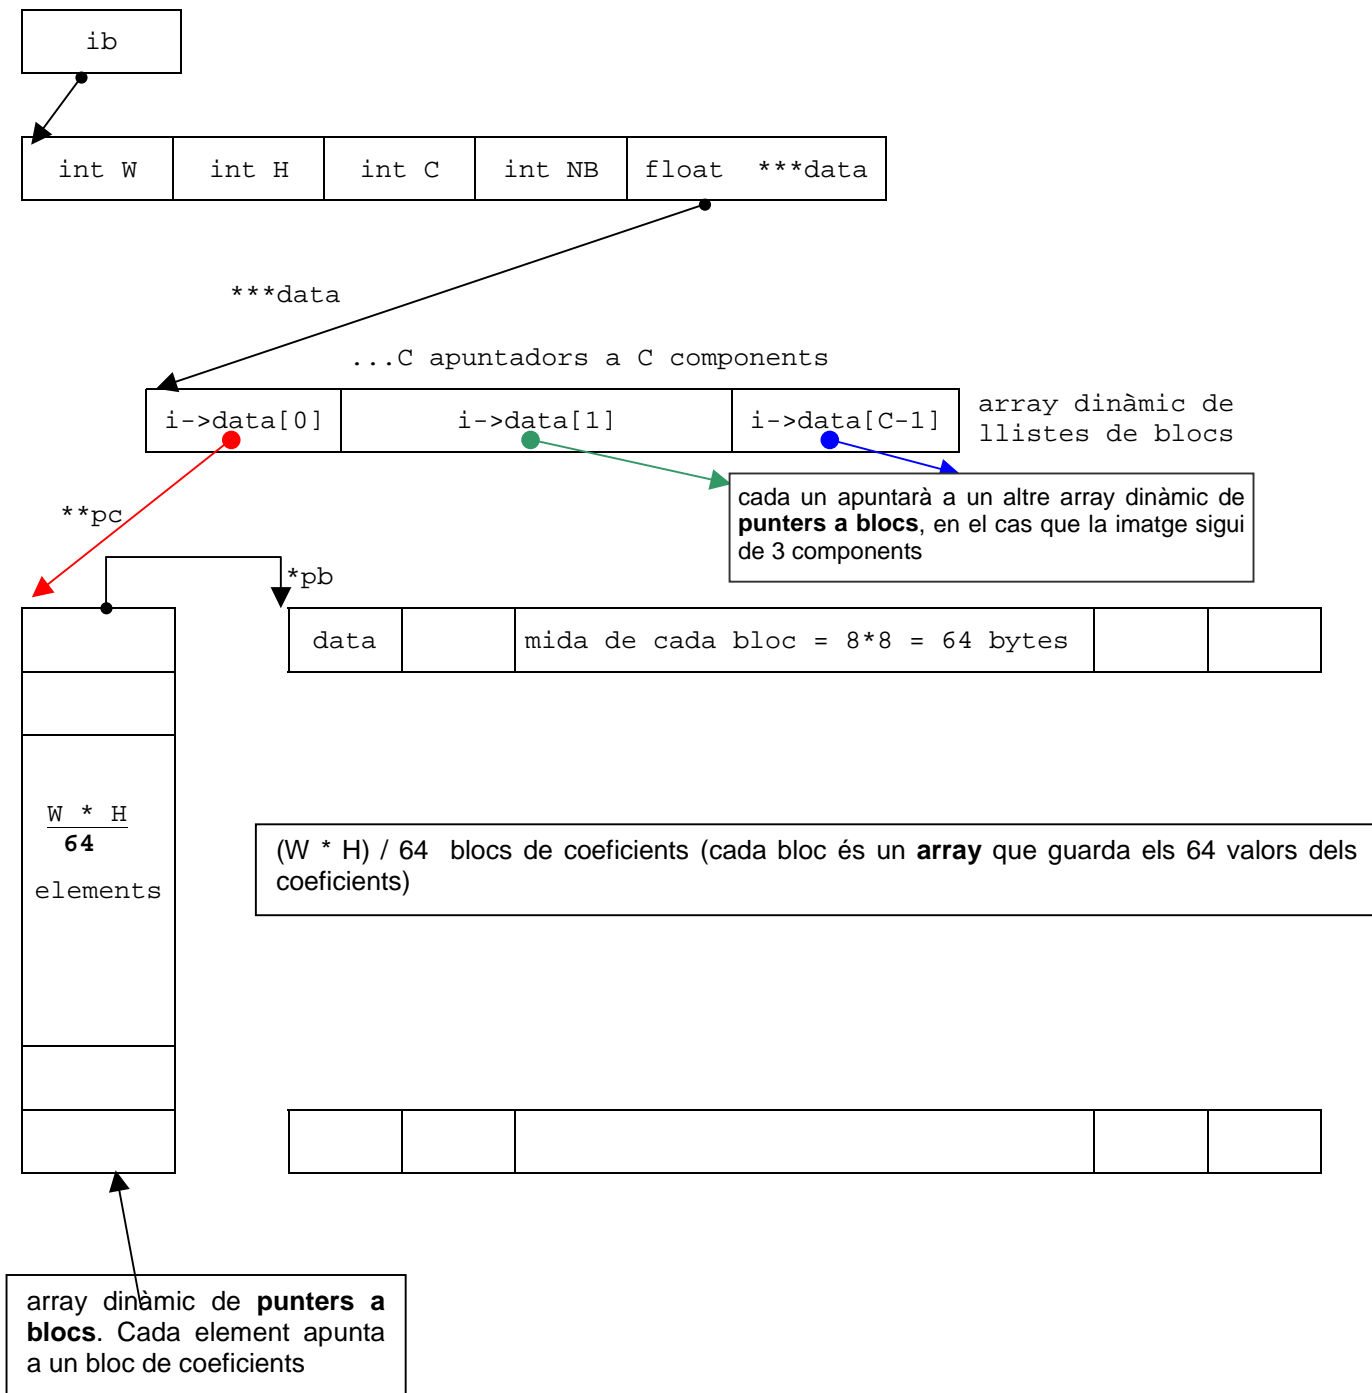 ib
int W int H int C int NB float ***data
***data
...C apuntadors a C components
i->data[0] i->data[1] i->data[C-1]
array dinàmic de
llistes de blocs
cada un apuntarà a un altre array dinàmic de
punters a blocs, en el cas que la imatge sigui
de 3 components
**pc
*pb
data mida de cada bloc = 8*8 = 64 bytes
W * H
64
elements
(W * H) / 64 blocs de coeficients (cada bloc és un array que guarda els 64 valors dels
coeficients)
array dinàmic de punters a
blocs. Cada element apunta
a un bloc de coeficients